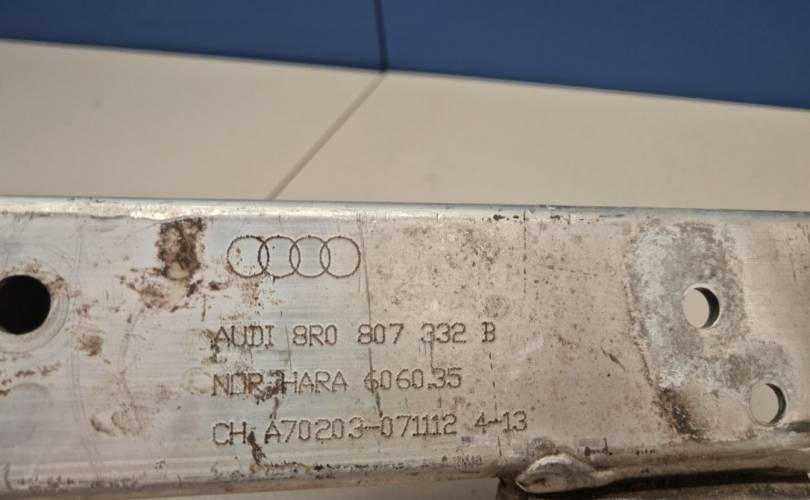 AUDI 8R0 807 332 B
NOR.HARA 6060.35
CH. A70203-071112 4-13